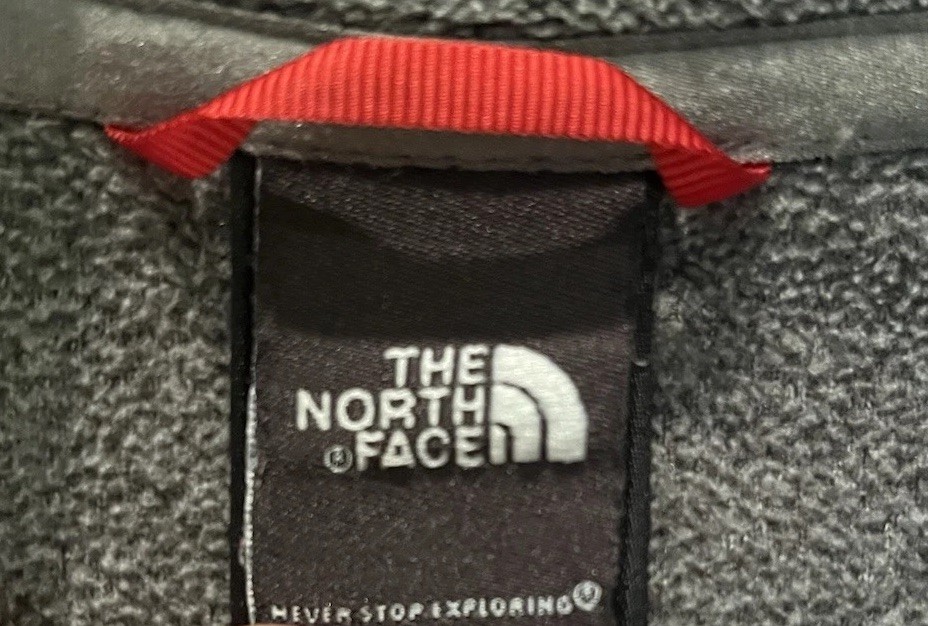 THE
NORTH
®FACE
NEVER STOP EXPLORING®